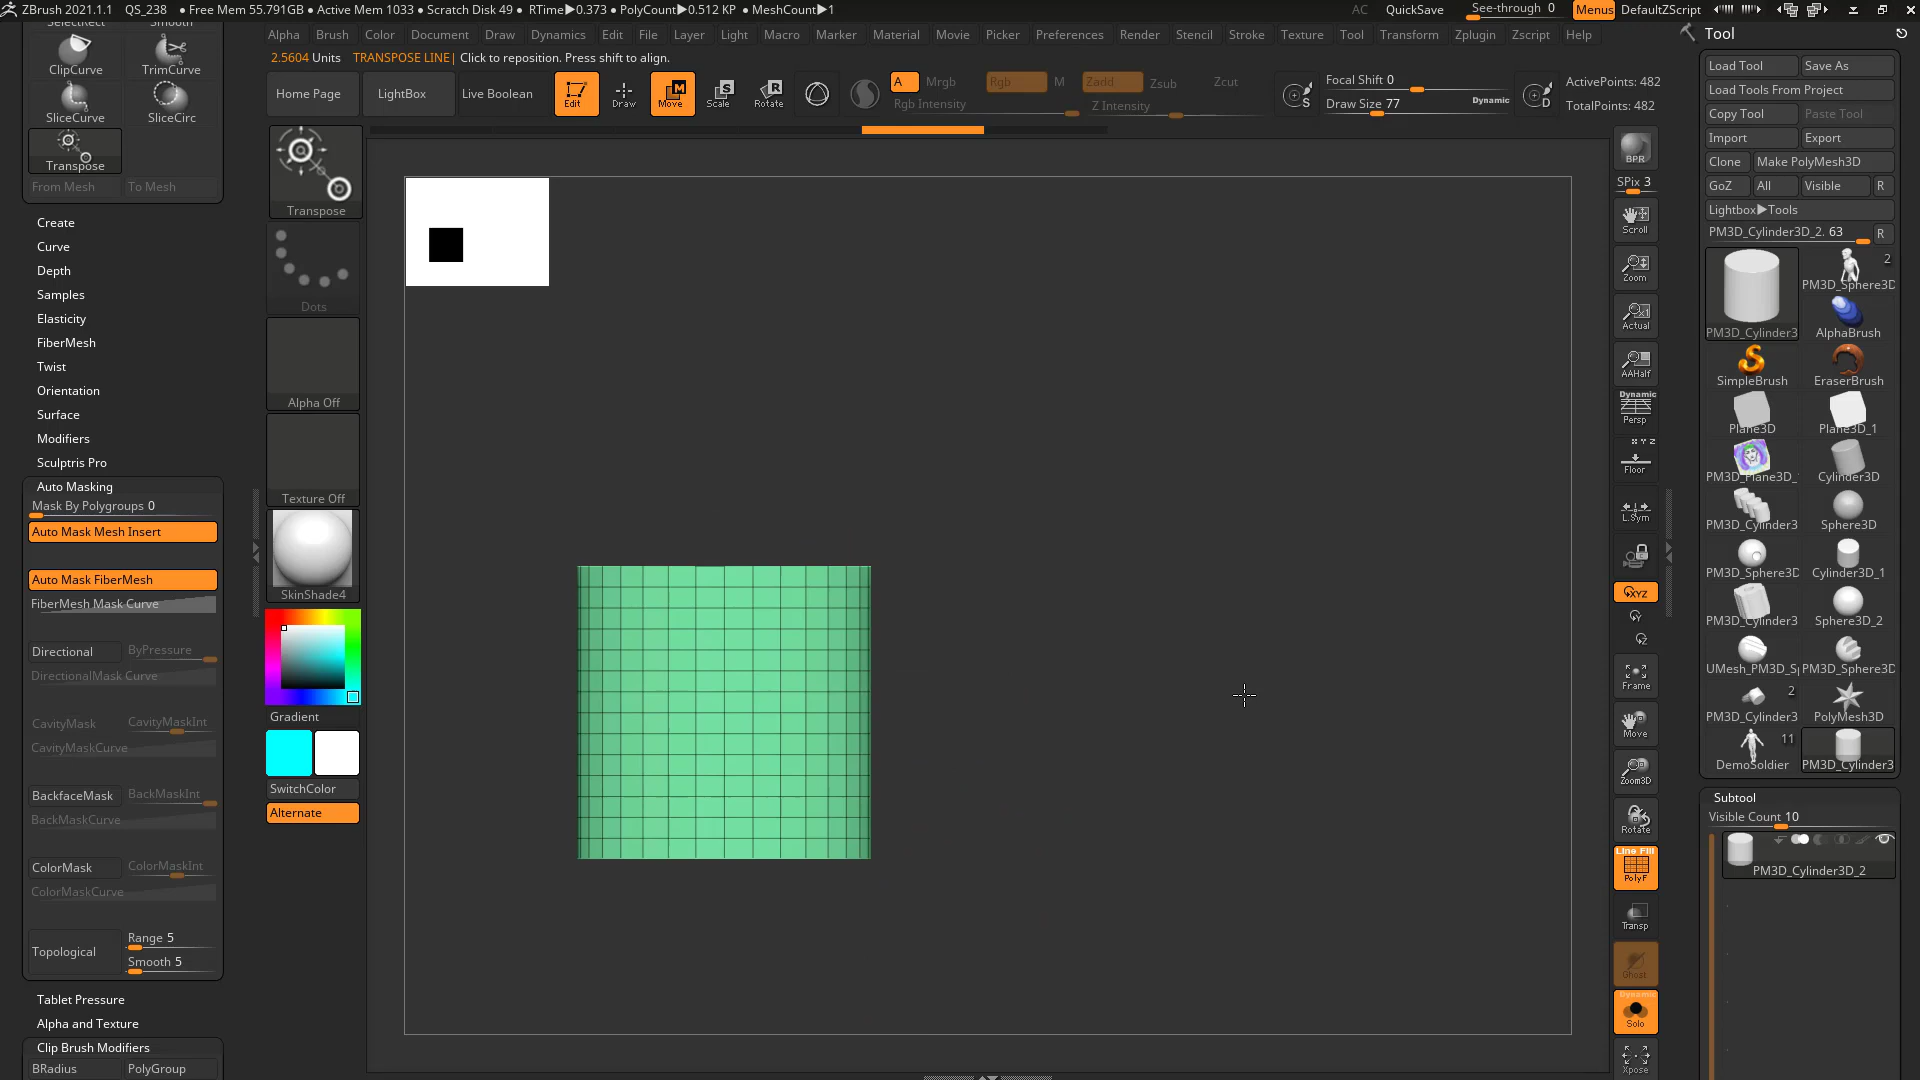 ZBrush 2021.1.1 QS_238 ● Free Mem 55.791GB ● Active Mem 1033 ● Scratch Disk 49 ● RTime▶0.373 ● PolyCount▶0.512 KP ● MeshCount▶1 AC QuickSave See-through 0 Menus DefaultZScript
Alpha Brush Color Document Draw Dynamics Edit File Layer Light Macro Marker Material Movie Picker Preferences Render Stencil Stroke Texture Tool Transform Zplugin Zscript Help
2.5604 Units TRANSPOSE LINE| Click to reposition. Press shift to align.
Home Page LightBox Live Boolean Edit Draw Move Scale Rotate
A Mrgb Rgb M Zadd Zsub Zcut
Rgb Intensity Z Intensity
Focal Shift 0
Draw Size 77 Dynamic
S D
ActivePoints: 482
TotalPoints: 482
Smooth
ClipCurve TrimCurve
SliceCurve SliceCirc
Transpose
From Mesh To Mesh
Create
Curve
Depth
Samples
Elasticity
FiberMesh
Twist
Orientation
Surface
Modifiers
Sculptris Pro
Auto Masking
Mask By Polygroups 0
Auto Mask Mesh Insert
Auto Mask FiberMesh
FiberMesh Mask Curve
Directional ByPressure
DirectionalMask Curve
CavityMask CavityMaskInt
CavityMaskCurve
BackfaceMask BackMaskInt
BackMaskCurve
ColorMask ColorMaskInt
ColorMaskCurve
Topological Range 5
Smooth 5
Tablet Pressure
Alpha and Texture
Clip Brush Modifiers
BRadius PolyGroup
Transpose
Dots
Alpha Off
Texture Off
SkinShade4
Gradient
SwitchColor
Alternate
BPR
SPix 3
Scroll
Zoom
Actual
AAHalf
Dynamic
Persp
X Y Z
Floor
L.Sym
XYZ
Frame
Move
Zoom3D
Rotate
Line Fill
PolyF
Transp
Ghost
Dynamic
Solo
Xpose
Tool
Load Tool Save As
Load Tools From Project
Copy Tool Paste Tool
Import Export
Clone Make PolyMesh3D
GoZ All Visible R
Lightbox▶Tools
PM3D_Cylinder3D_2. 63 R
2
PM3D_Sphere3D
PM3D_Cylinder3 AlphaBrush
SimpleBrush EraserBrush
Plane3D Plane3D_1
PM3D_Plane3D_ Cylinder3D
PM3D_Cylinder3 Sphere3D
PM3D_Sphere3D Cylinder3D_1
PM3D_Cylinder3 Sphere3D_2
UMesh_PM3D_S PM3D_Sphere3D
2
PM3D_Cylinder3 PolyMesh3D
11
DemoSoldier PM3D_Cylinder3
Subtool
Visible Count 10
PM3D_Cylinder3D_2